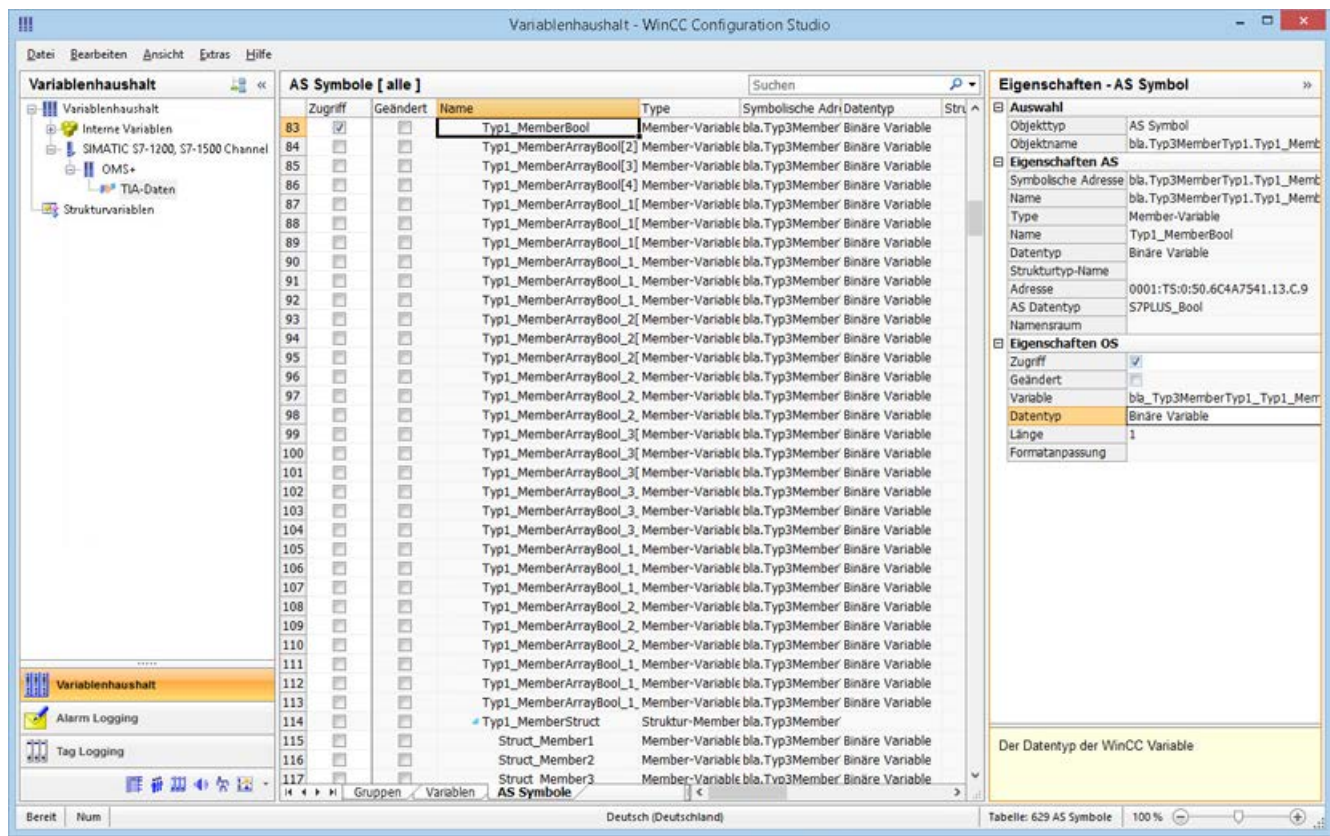 Variablenhaushalt - WinCC Configuration Studio
Datei Bearbeiten Ansicht Extras Hilfe
Variablenhaushalt «
Variablenhaushalt
Interne Variablen
SIMATIC S7-1200, S7-1500 Channel
OMS+
TIA-Daten
Strukturvariablen
Variablenhaushalt
Alarm Logging
Tag Logging
AS Symbole [ alle ] Suchen
Zugriff Geändert Name Type Symbolische Adr Datentyp Stru
83 Typ1_MemberBool Member-Variable bla.Typ3Member Binäre Variable
84 Typ1_MemberArrayBool[2] Member-Variable bla.Typ3Member Binäre Variable
85 Typ1_MemberArrayBool[3] Member-Variable bla.Typ3Member Binäre Variable
86 Typ1_MemberArrayBool[4] Member-Variable bla.Typ3Member Binäre Variable
87 Typ1_MemberArrayBool_1[ Member-Variable bla.Typ3Member Binäre Variable
88 Typ1_MemberArrayBool_1[ Member-Variable bla.Typ3Member Binäre Variable
89 Typ1_MemberArrayBool_1[ Member-Variable bla.Typ3Member Binäre Variable
90 Typ1_MemberArrayBool_1_ Member-Variable bla.Typ3Member Binäre Variable
91 Typ1_MemberArrayBool_1_ Member-Variable bla.Typ3Member Binäre Variable
92 Typ1_MemberArrayBool_1_ Member-Variable bla.Typ3Member Binäre Variable
93 Typ1_MemberArrayBool_2[ Member-Variable bla.Typ3Member Binäre Variable
94 Typ1_MemberArrayBool_2[ Member-Variable bla.Typ3Member Binäre Variable
95 Typ1_MemberArrayBool_2[ Member-Variable bla.Typ3Member Binäre Variable
96 Typ1_MemberArrayBool_2_ Member-Variable bla.Typ3Member Binäre Variable
97 Typ1_MemberArrayBool_2_ Member-Variable bla.Typ3Member Binäre Variable
98 Typ1_MemberArrayBool_2_ Member-Variable bla.Typ3Member Binäre Variable
99 Typ1_MemberArrayBool_3[ Member-Variable bla.Typ3Member Binäre Variable
100 Typ1_MemberArrayBool_3[ Member-Variable bla.Typ3Member Binäre Variable
101 Typ1_MemberArrayBool_3[ Member-Variable bla.Typ3Member Binäre Variable
102 Typ1_MemberArrayBool_3_ Member-Variable bla.Typ3Member Binäre Variable
103 Typ1_MemberArrayBool_3_ Member-Variable bla.Typ3Member Binäre Variable
104 Typ1_MemberArrayBool_3_ Member-Variable bla.Typ3Member Binäre Variable
105 Typ1_MemberArrayBool_1_ Member-Variable bla.Typ3Member Binäre Variable
106 Typ1_MemberArrayBool_1_ Member-Variable bla.Typ3Member Binäre Variable
107 Typ1_MemberArrayBool_1_ Member-Variable bla.Typ3Member Binäre Variable
108 Typ1_MemberArrayBool_2_ Member-Variable bla.Typ3Member Binäre Variable
109 Typ1_MemberArrayBool_2_ Member-Variable bla.Typ3Member Binäre Variable
110 Typ1_MemberArrayBool_2_ Member-Variable bla.Typ3Member Binäre Variable
111 Typ1_MemberArrayBool_1_ Member-Variable bla.Typ3Member Binäre Variable
112 Typ1_MemberArrayBool_1_ Member-Variable bla.Typ3Member Binäre Variable
113 Typ1_MemberArrayBool_1_ Member-Variable bla.Typ3Member Binäre Variable
114 Typ1_MemberStruct Struktur-Member bla.Typ3Member
115 Struct_Member1 Member-Variable bla.Typ3Member Binäre Variable
116 Struct_Member2 Member-Variable bla.Typ3Member Binäre Variable
117 Struct_Member3 Member-Variable bla.Typ3Member Binäre Variable
Gruppen Variablen AS Symbole
Eigenschaften - AS Symbol »
Auswahl
Objekttyp AS Symbol
Objektname bla.Typ3MemberTyp1.Typ1_Memb
Eigenschaften AS
Symbolische Adresse bla.Typ3MemberTyp1.Typ1_Memb
Name bla.Typ3MemberTyp1.Typ1_Memb
Type Member-Variable
Name Typ1_MemberBool
Datentyp Binäre Variable
Strukturtyp-Name
Adresse 0001:TS:0:50.6C4A7541.13.C.9
AS Datentyp S7PLUS_Bool
Namensraum
Eigenschaften OS
Zugriff
Geändert
Variable bla_Typ3MemberTyp1_Typ1_Mem
Datentyp Binäre Variable
Länge 1
Formatanpassung
Der Datentyp der WinCC Variable
Bereit Num Deutsch (Deutschland) Tabelle: 629 AS Symbole 100 %